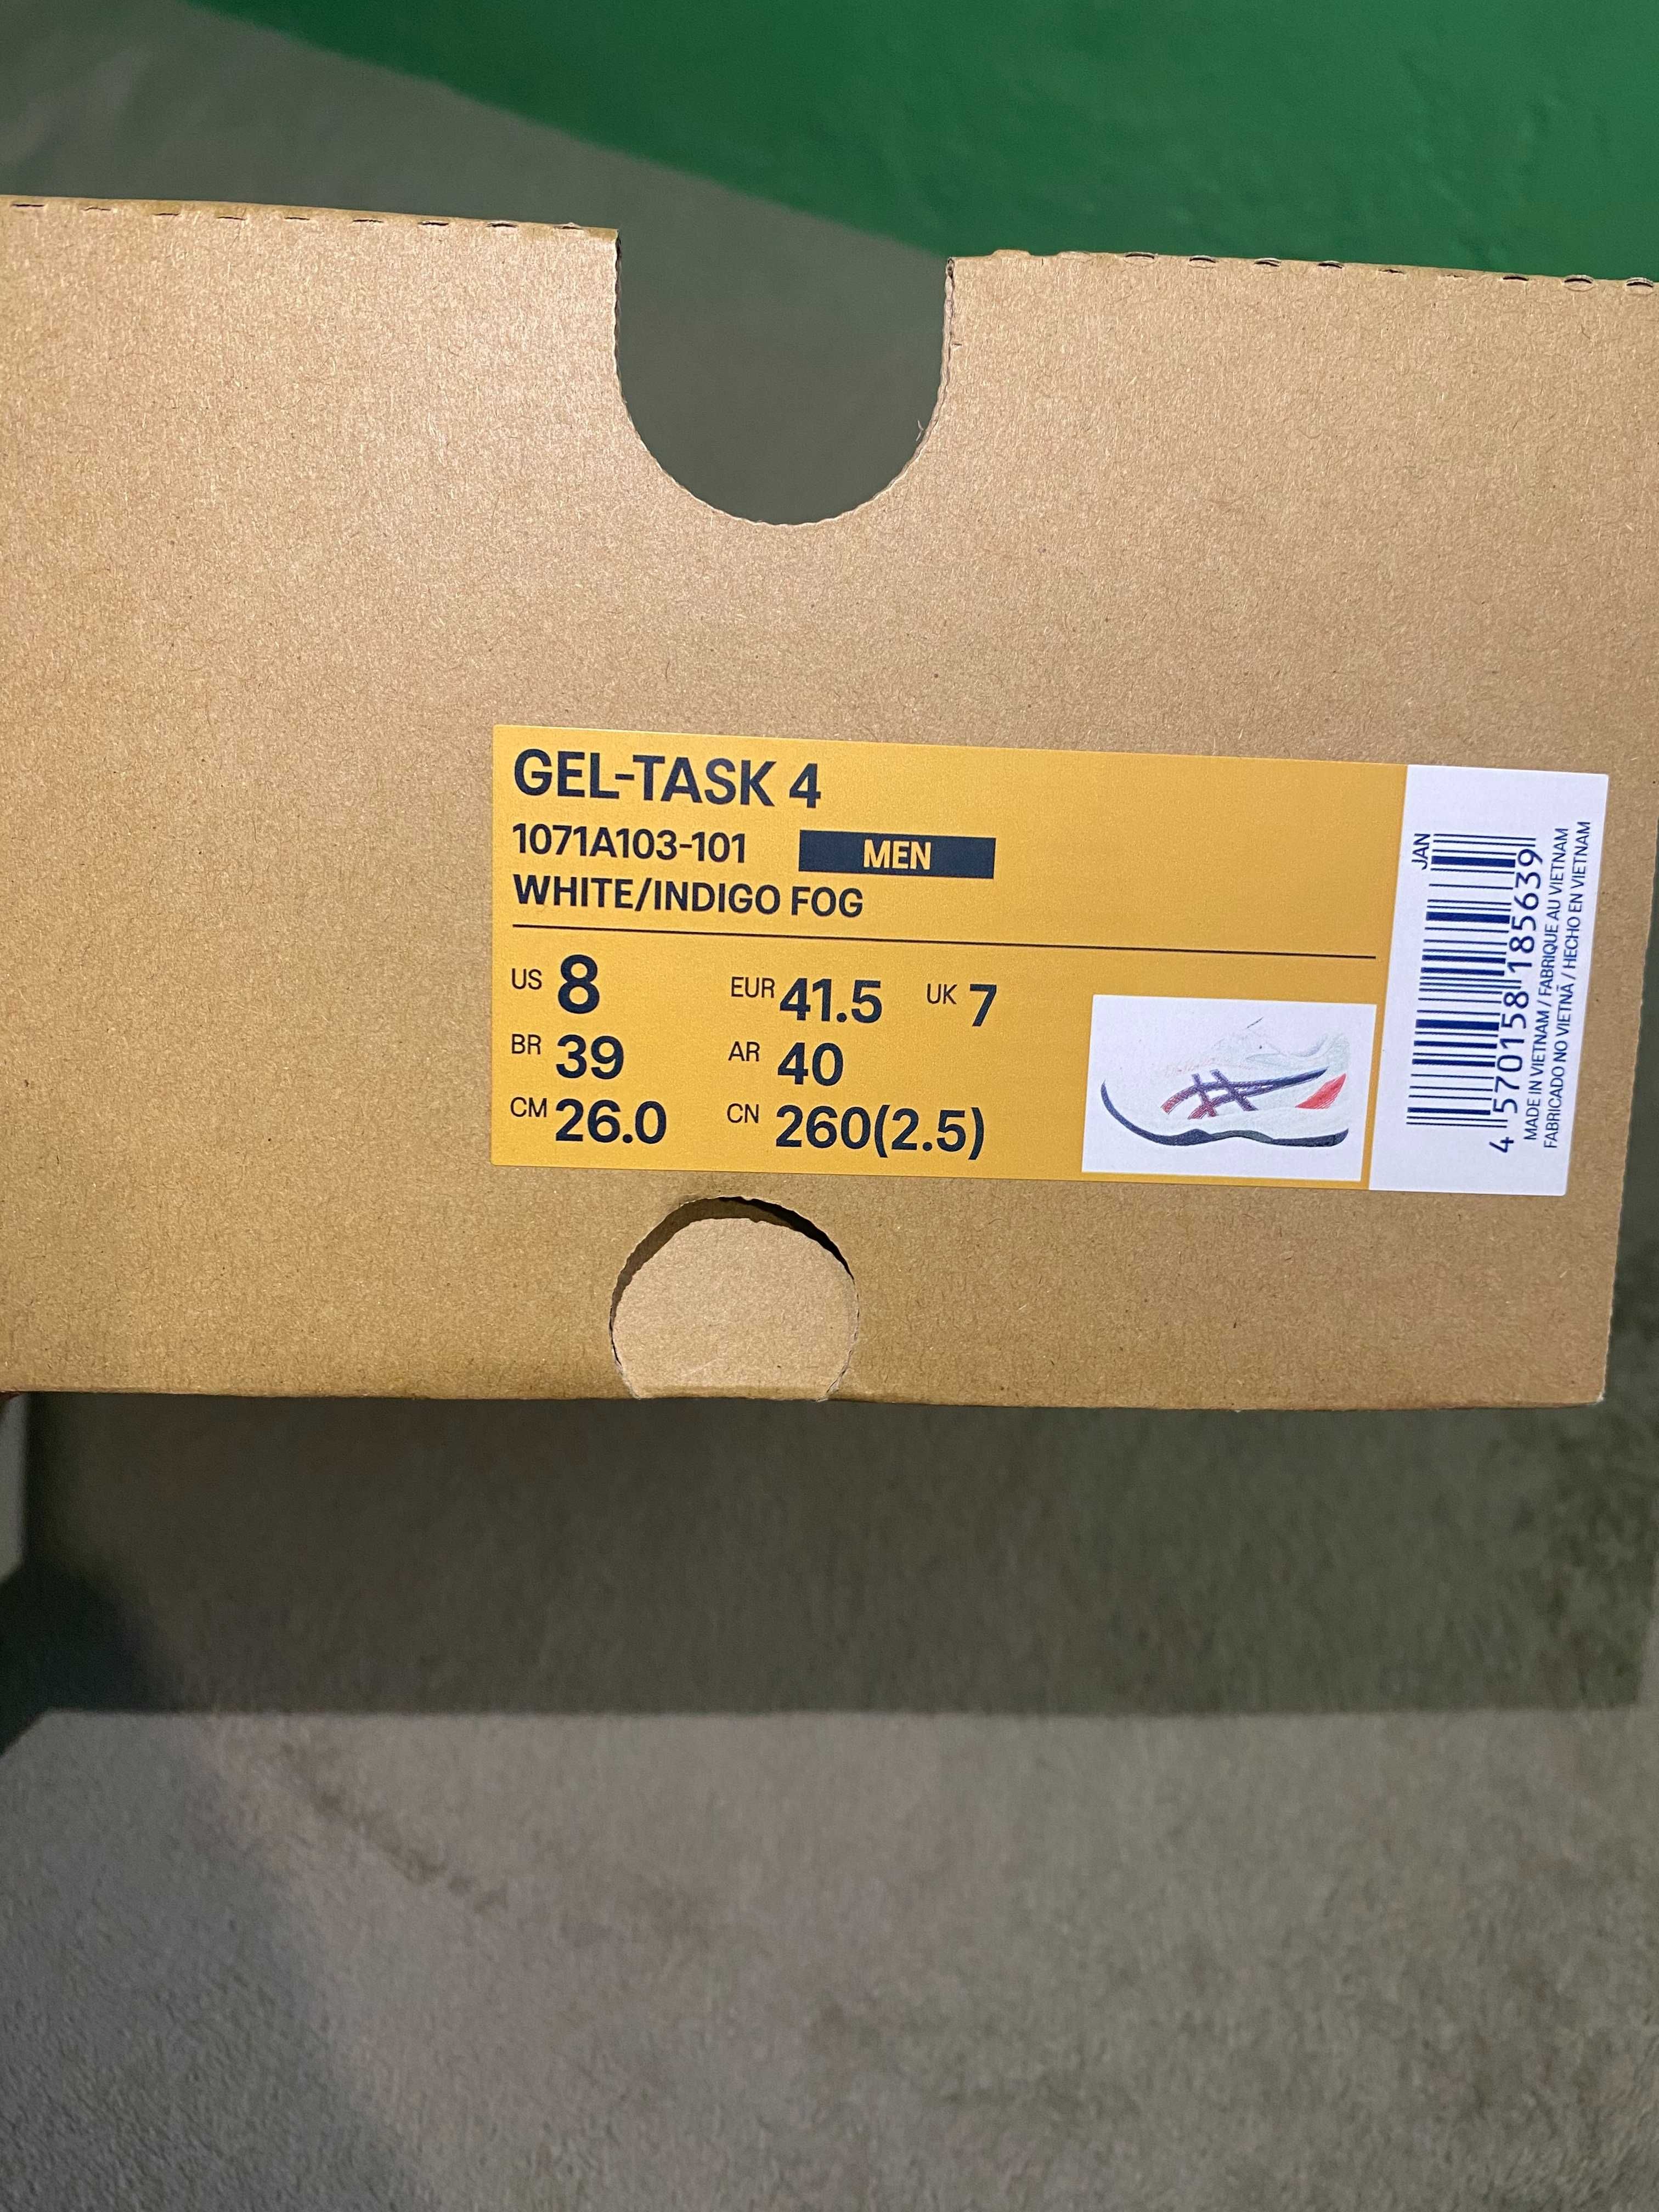 GEL-TASK 4
1071A103-101 MEN
WHITE/INDIGO FOG
US 8 EUR 41.5 UK 7
BR 39 AR 40
CM 26.0 CN 260(2.5)
JAN
4 570158 185639
MADE IN VIETNAM / FABRIQUE AU VIETNAM
FABRICADO NO VIETNÃ / HECHO EN VIETNAM